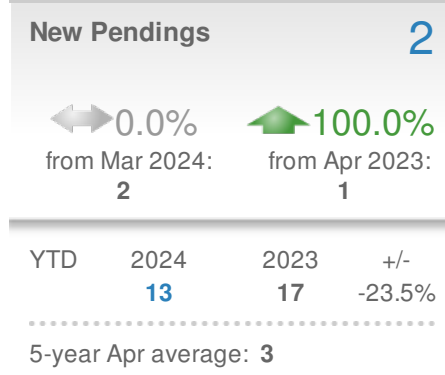 New Pendings 2
0.0% 100.0%
from Mar 2024: from Apr 2023:
2 1
YTD 2024 2023 +/-
13 17 -23.5%
5-year Apr average: 3